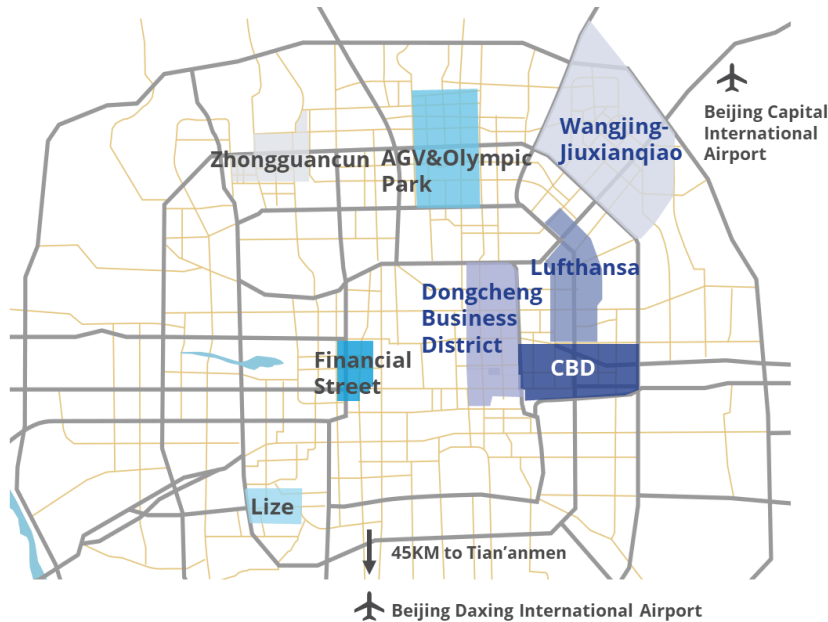 Wangjing-
Jiuxianqiao
Beijing Capital
International
Airport
Zhongguancun
AGV&Olympic
Park
Lufthansa
Dongcheng
Business
District
Financial
Street
CBD
Lize
45KM to Tian’anmen
Beijing Daxing International Airport